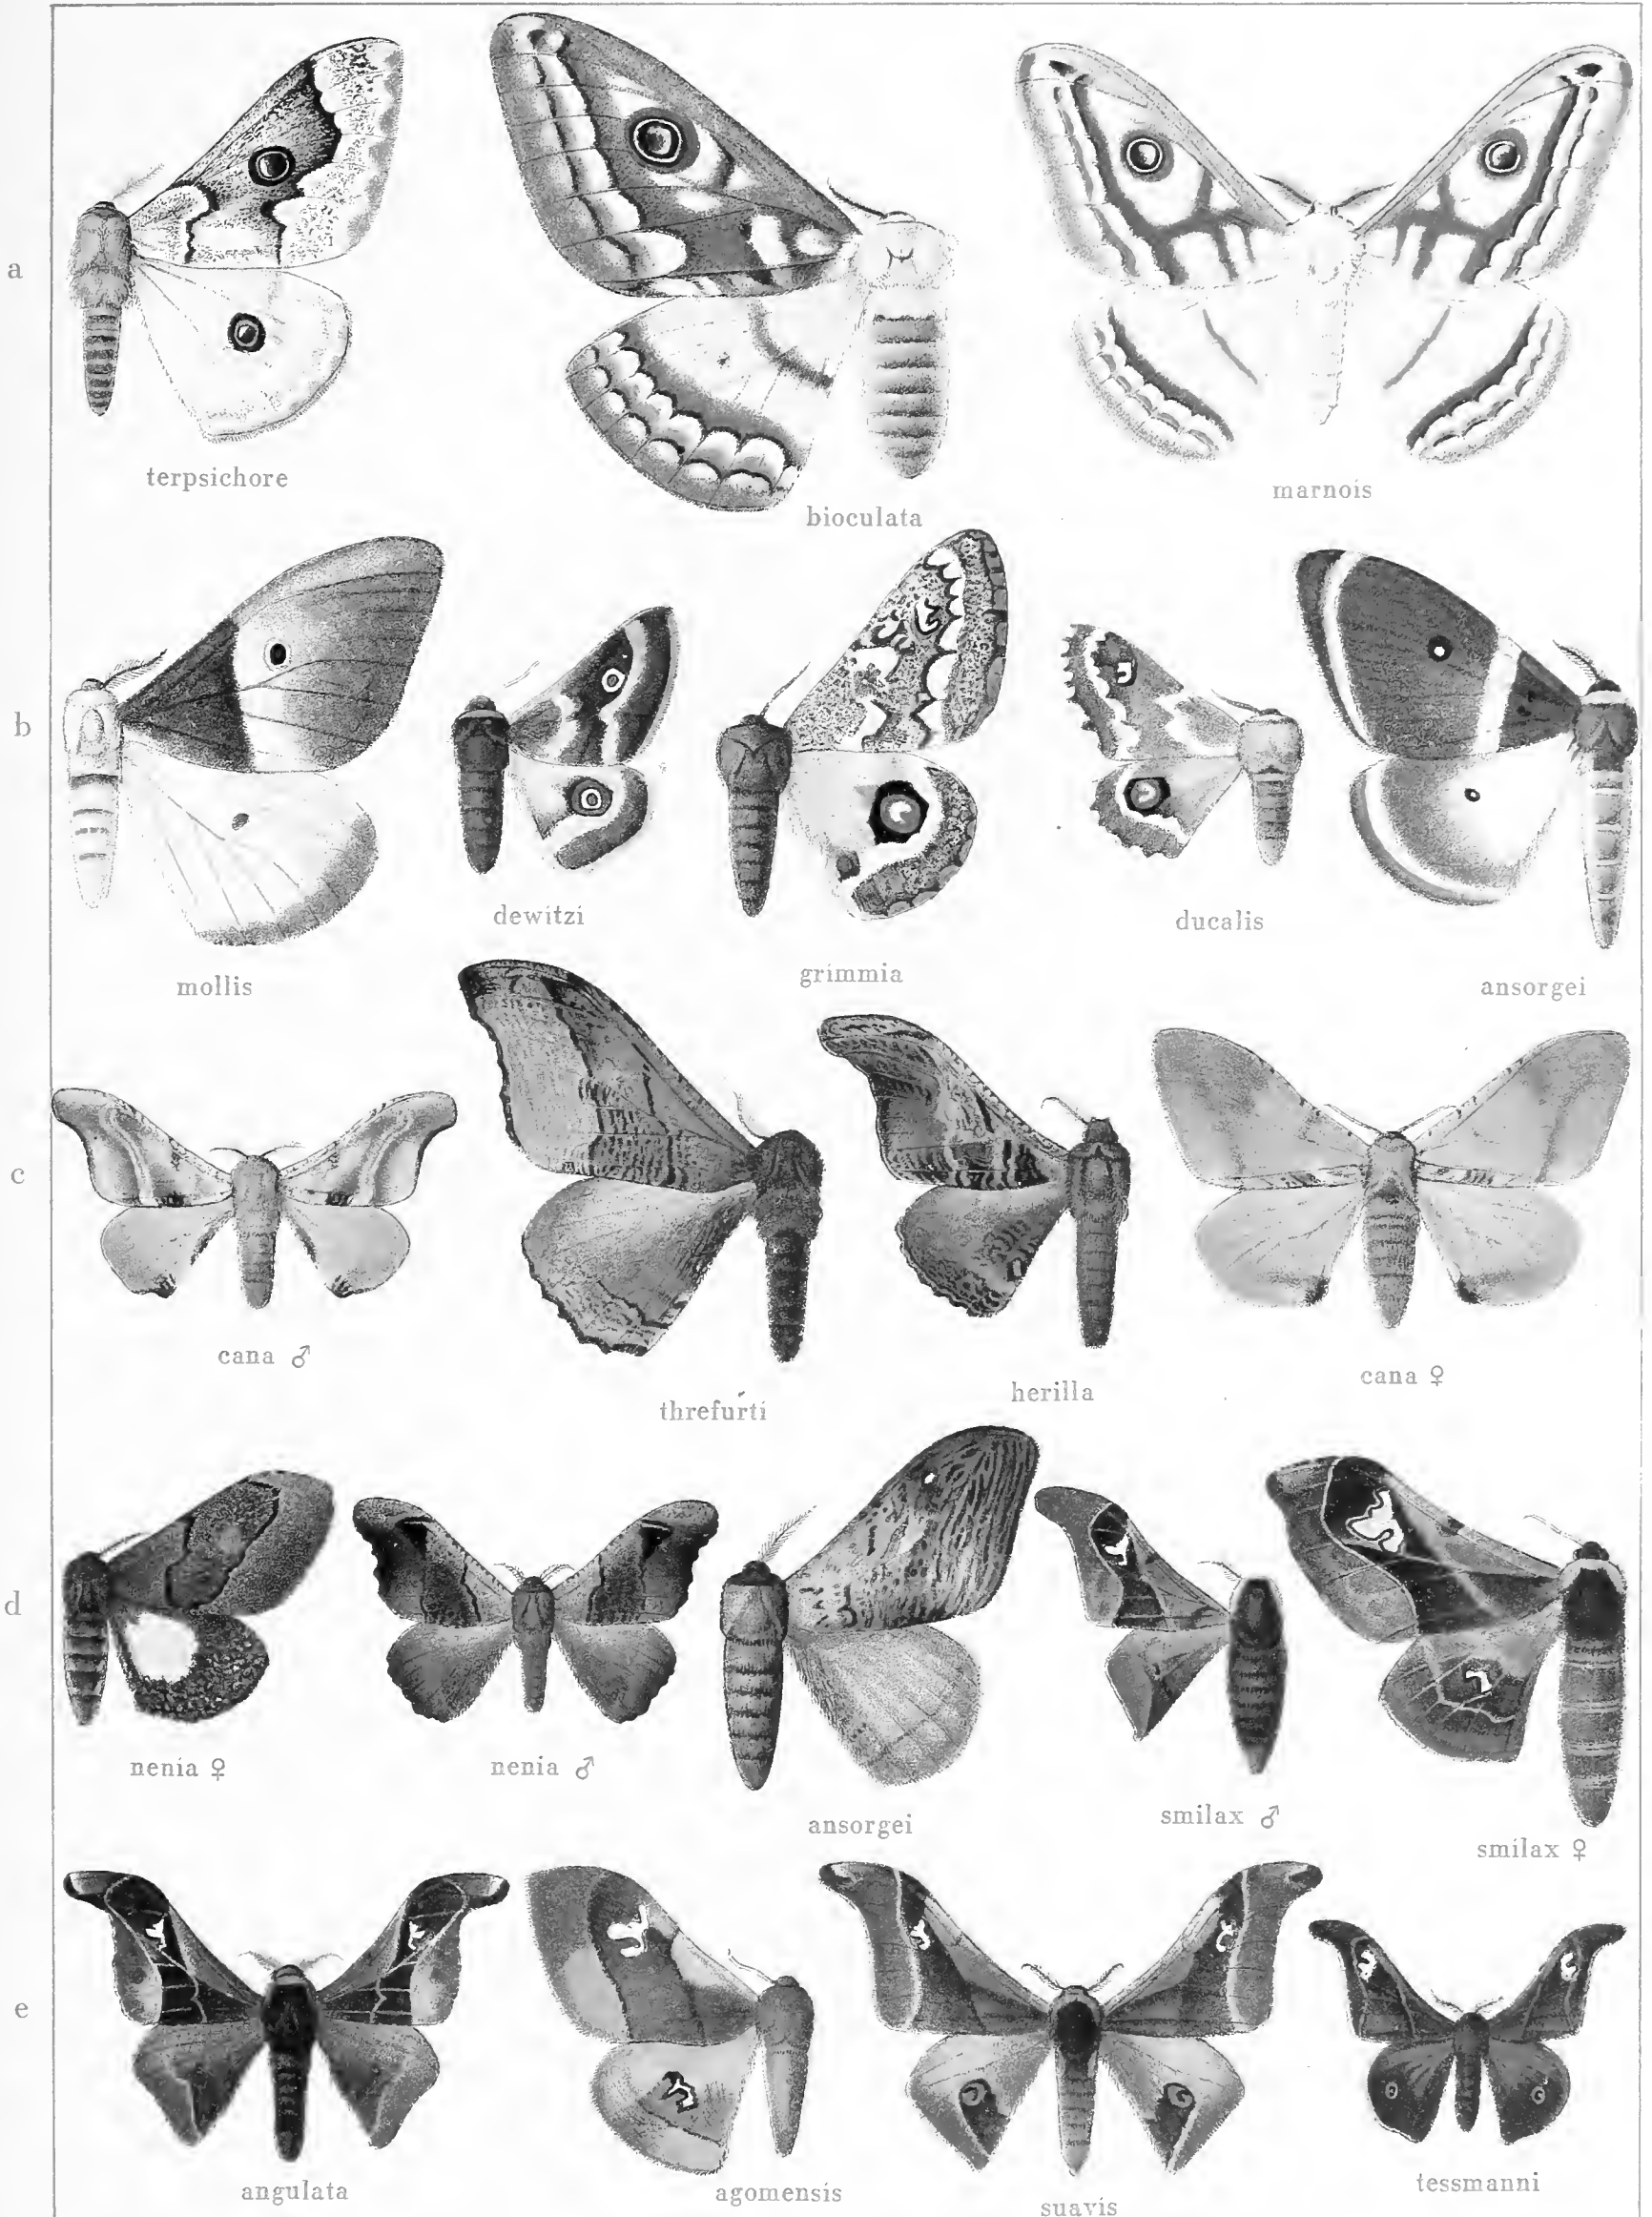 a
terpsichore
bioculata
marnois
b
mollis
dewitzi
grimmia
ducalis
ansorgei
c
cana ♂
threfurti
herilla
cana ♀
d
nenia ♀
nenia ♂
ansorgei
smilax ♂
smilax ♀
e
angulata
agomensis
suavis
tessmanni